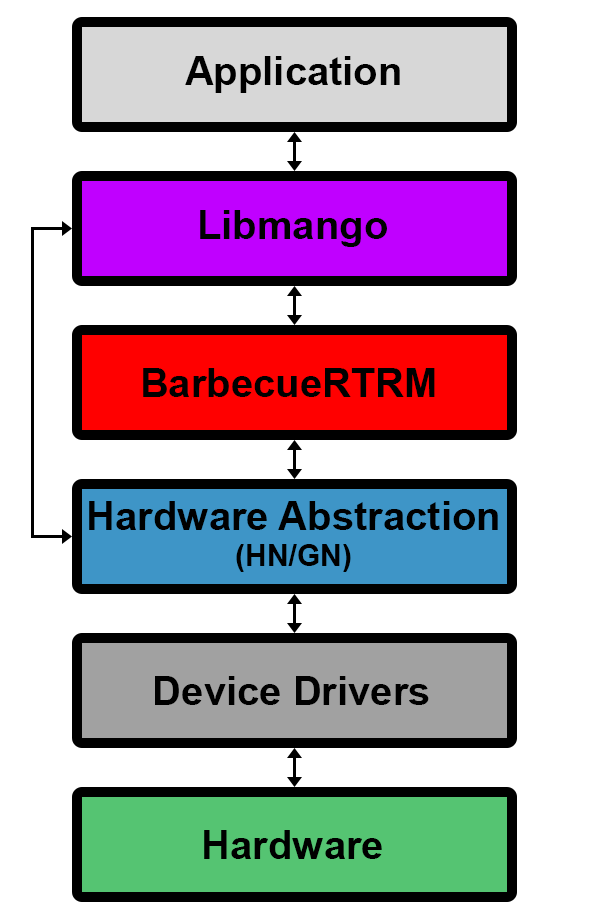 Application
Libmango
BarbecueRTRM
Hardware Abstraction
(HN/GN)
Device Drivers
Hardware